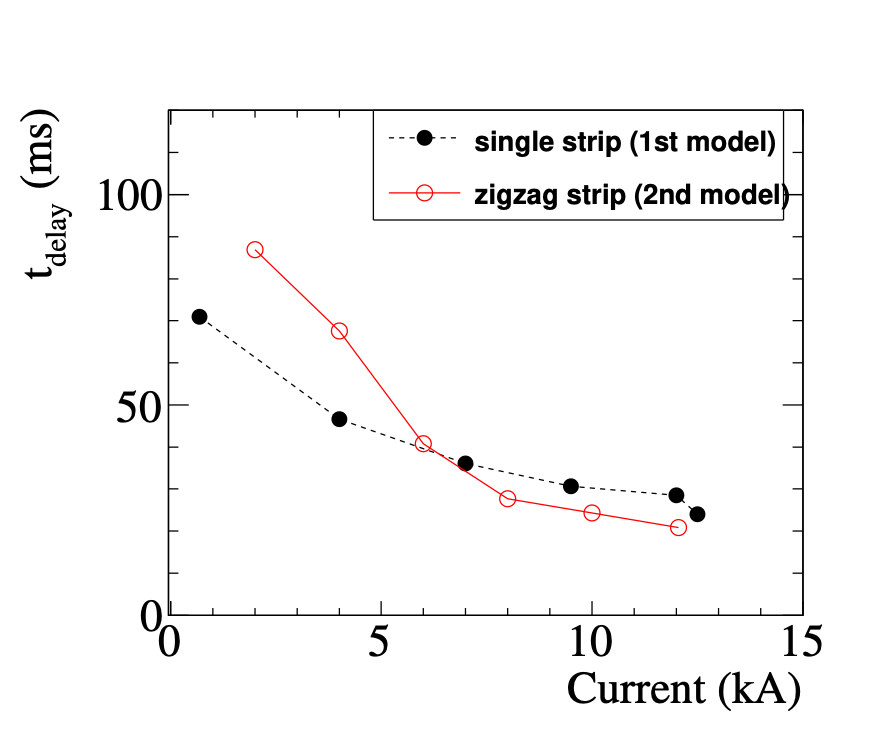 single strip (1st model)
zigzag strip (2nd model)
t_delay (ms)
100
50
0
0 5 10 15
Current (kA)